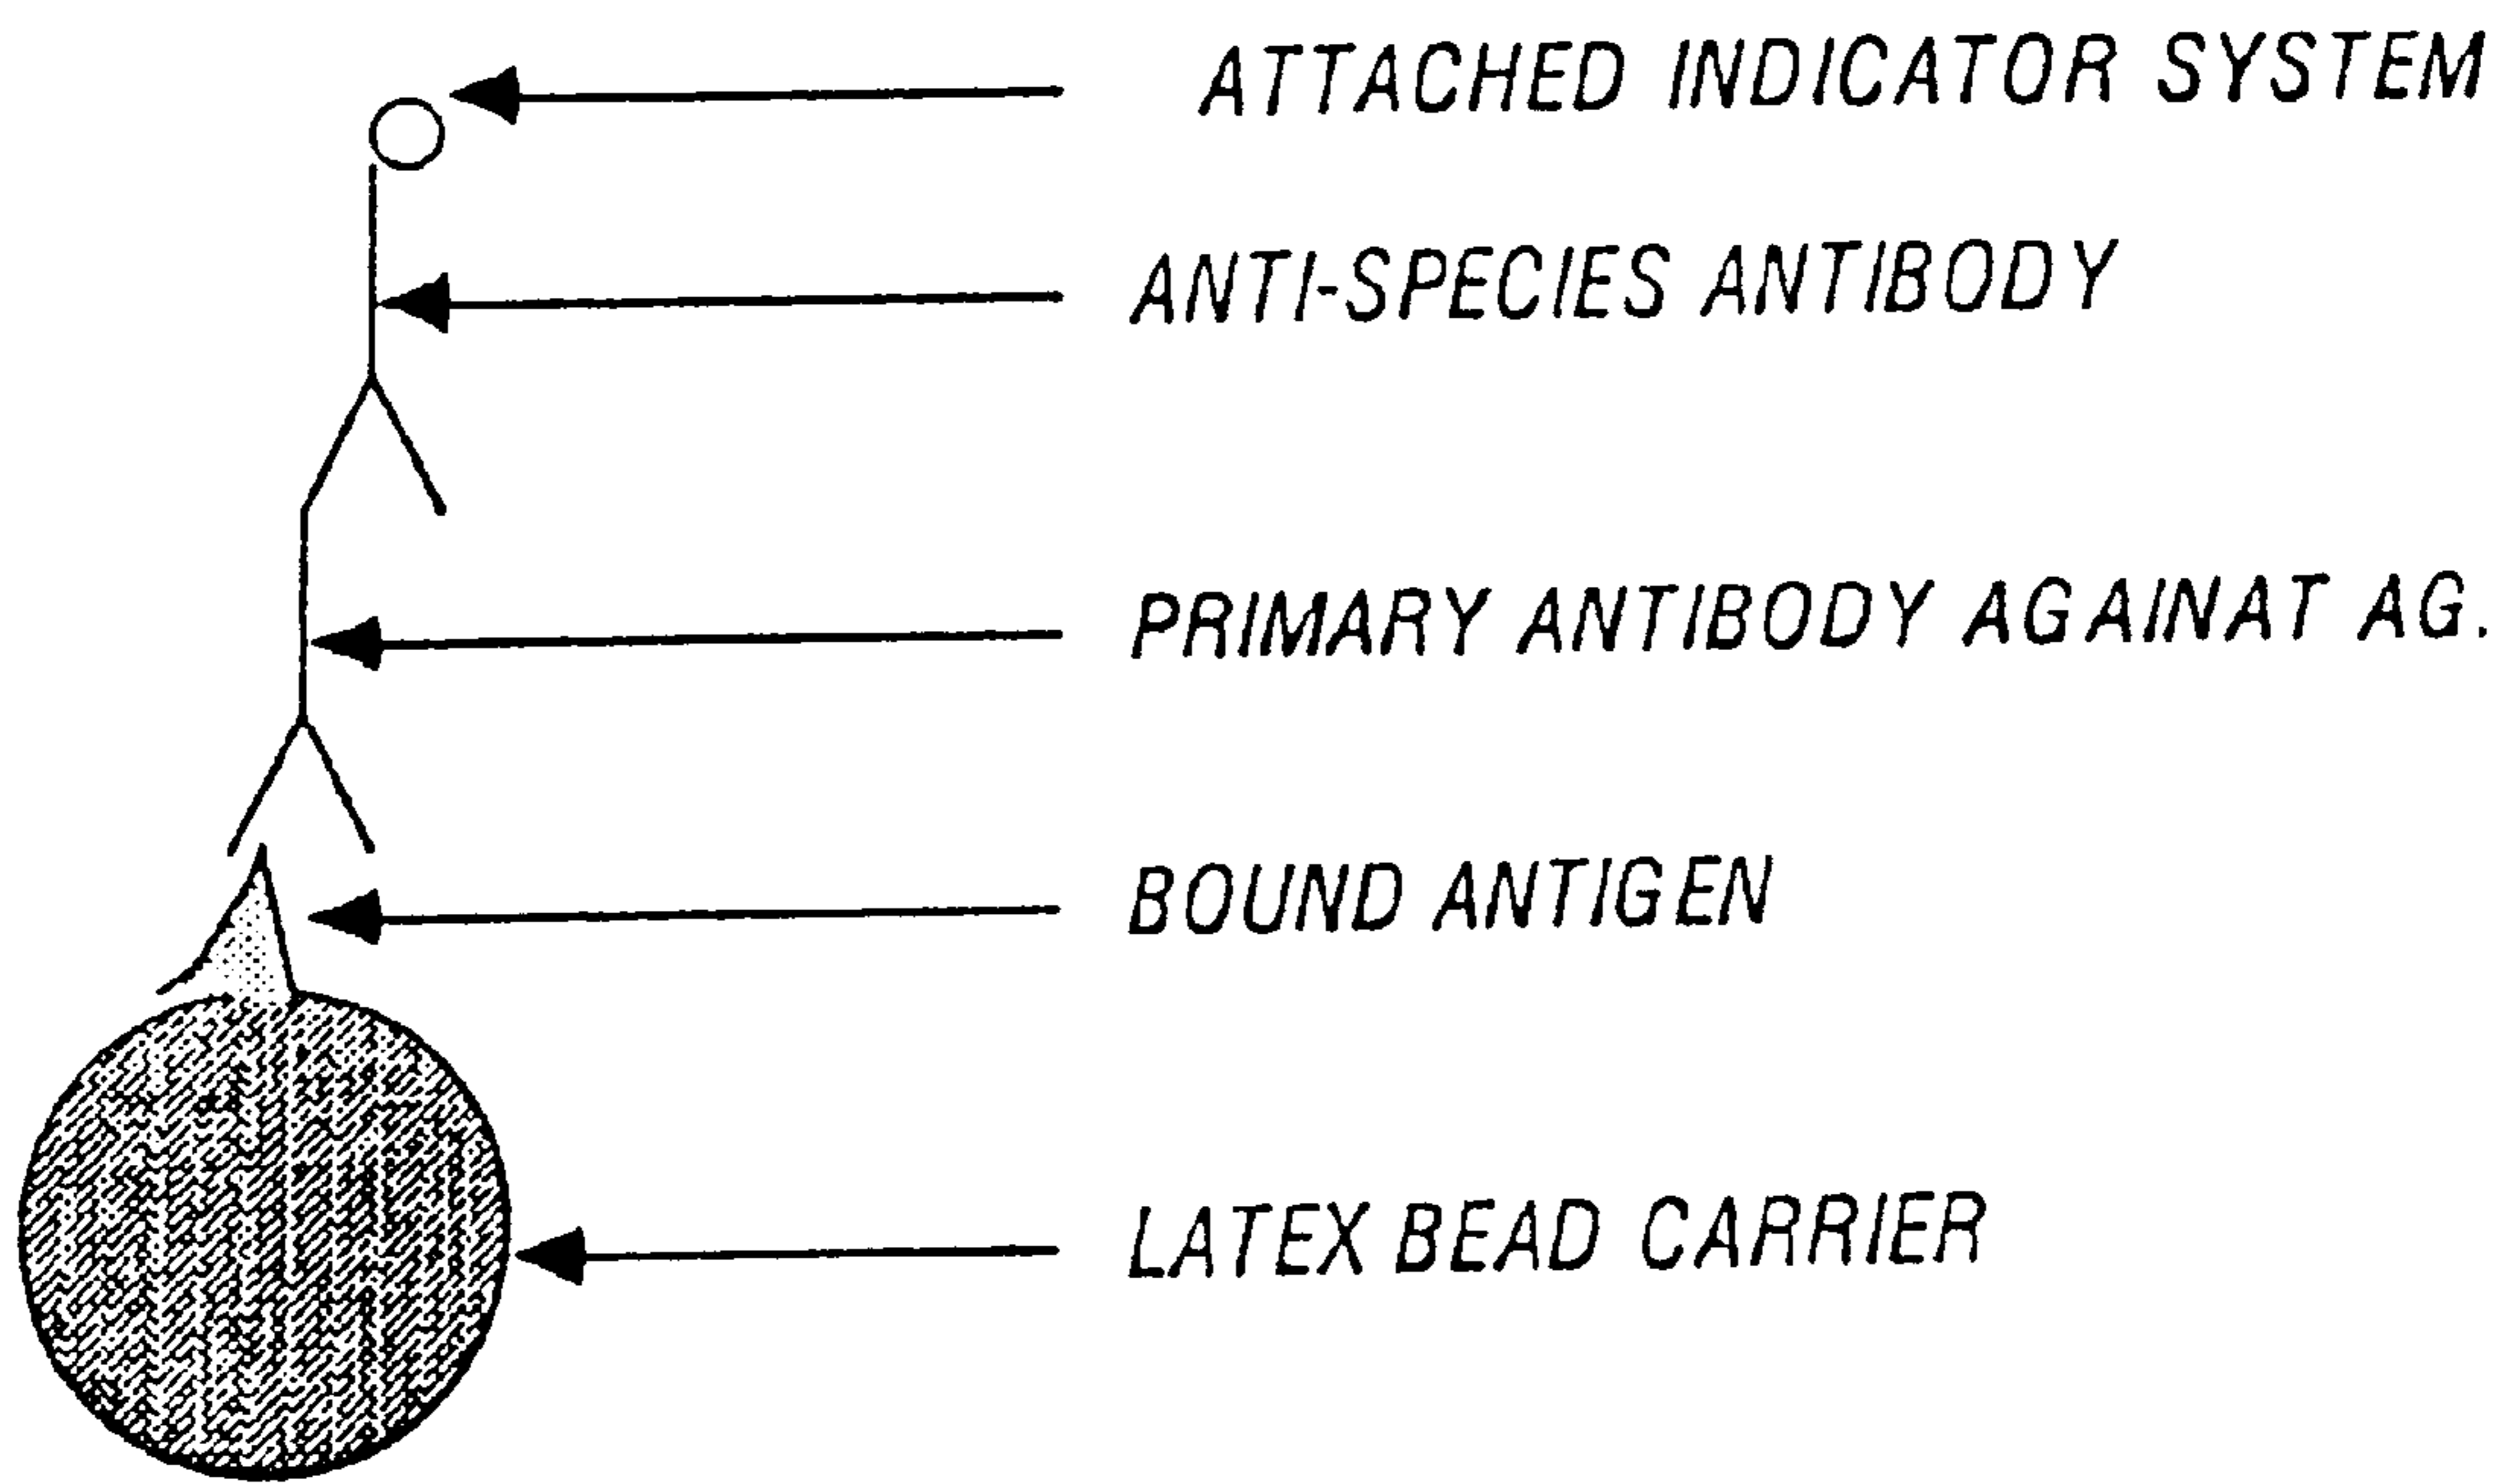 ATTACHED INDICATOR SYSTEM
ANTI-SPECIES ANTIBODY
PRIMARY ANTIBODY AGAINAT AG.
BOUND ANTIGEN
LATEX BEAD CARRIER